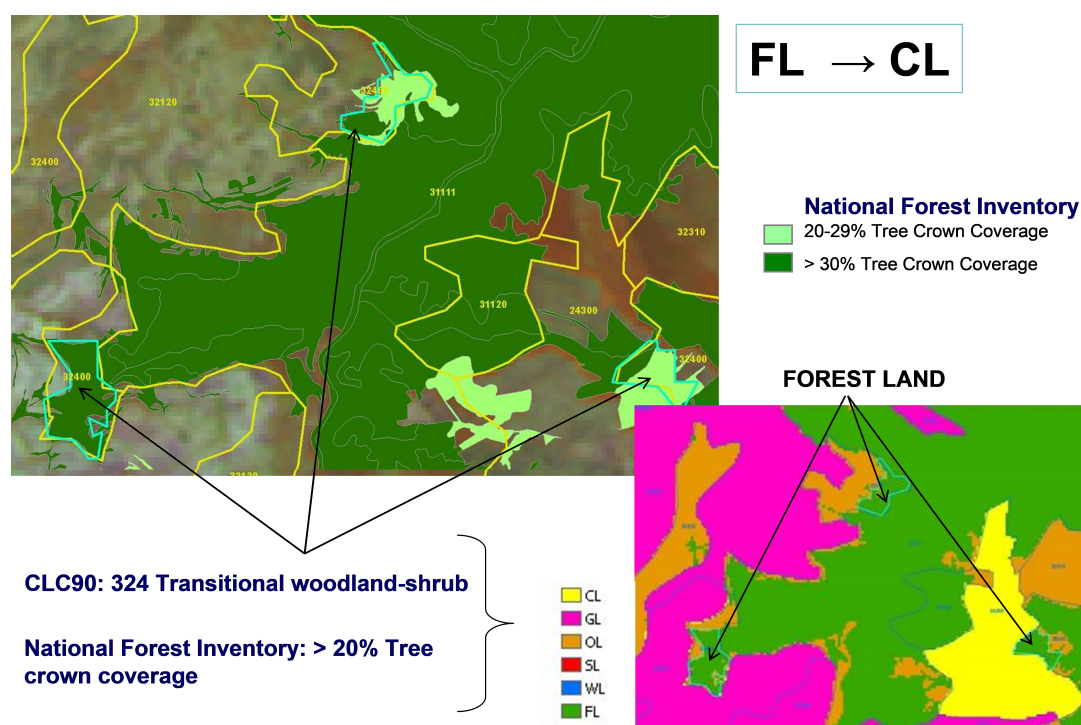 FL → CL
32400
32120
32400
31111
32310
National Forest Inventory
20-29% Tree Crown Coverage
> 30% Tree Crown Coverage
31120
24300
32400
32400
FOREST LAND
CLC90: 324 Transitional woodland-shrub
National Forest Inventory: > 20% Tree
crown coverage
CL
GL
OL
SL
WL
FL